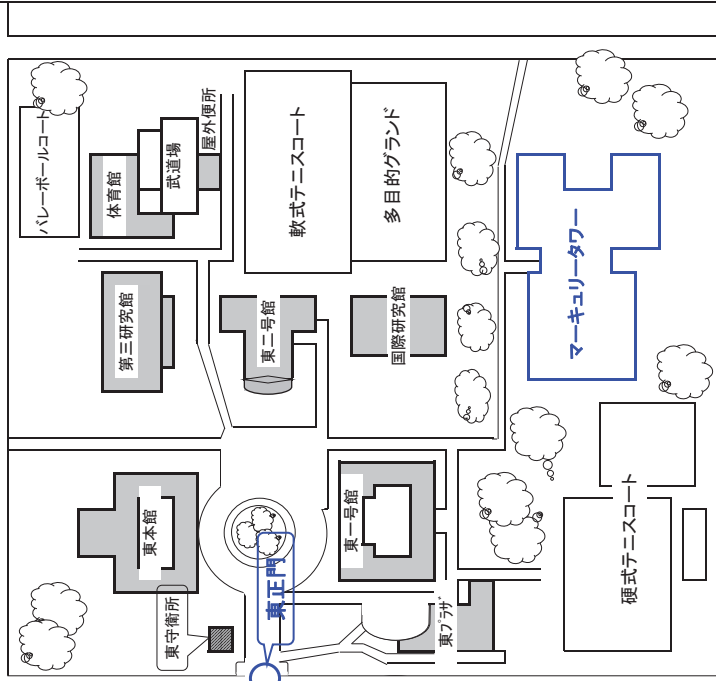 バレーボールコート
体育館
武道場
屋外便所
軟式テニスコート
多目的グランド
マーキュリータワー
第三研究館
東二号館
国際研究館
東本館
東一号館
硬式テニスコート
東正門
東守衛所
東プラザ